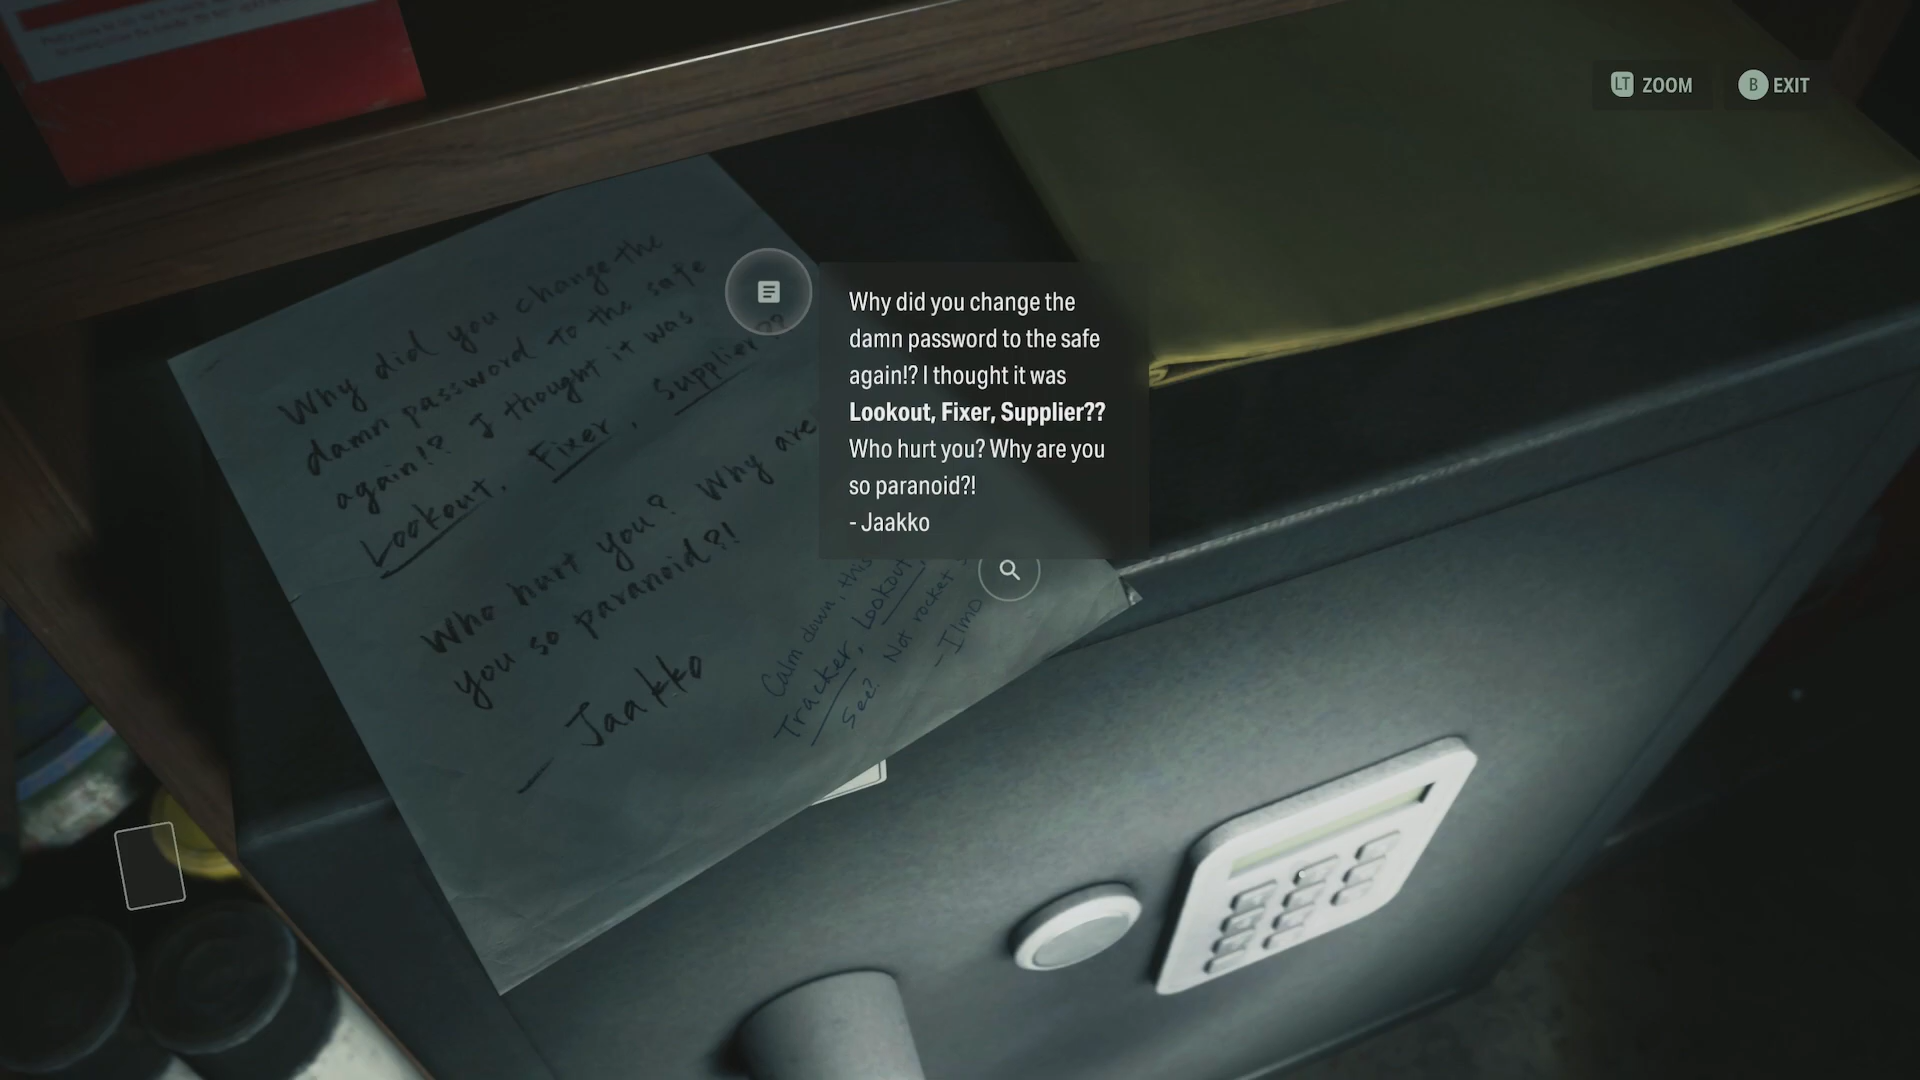 LT ZOOM
B EXIT
Why did you change the
damn password to the safe
again!? I thought it was
Lookout, Fixer, Supplier??
Who hurt you? Why are
you so paranoid?!
- Jaakko
Why did you change the
damn password to the safe
again!? I thought it was
Lookout, Fixer, Supplier??
Who hurt you? Why are you
so paranoid?!
- Jaakko
Calm down, this
Tracker, Lookout,
See? Not rocket
- Ilmo